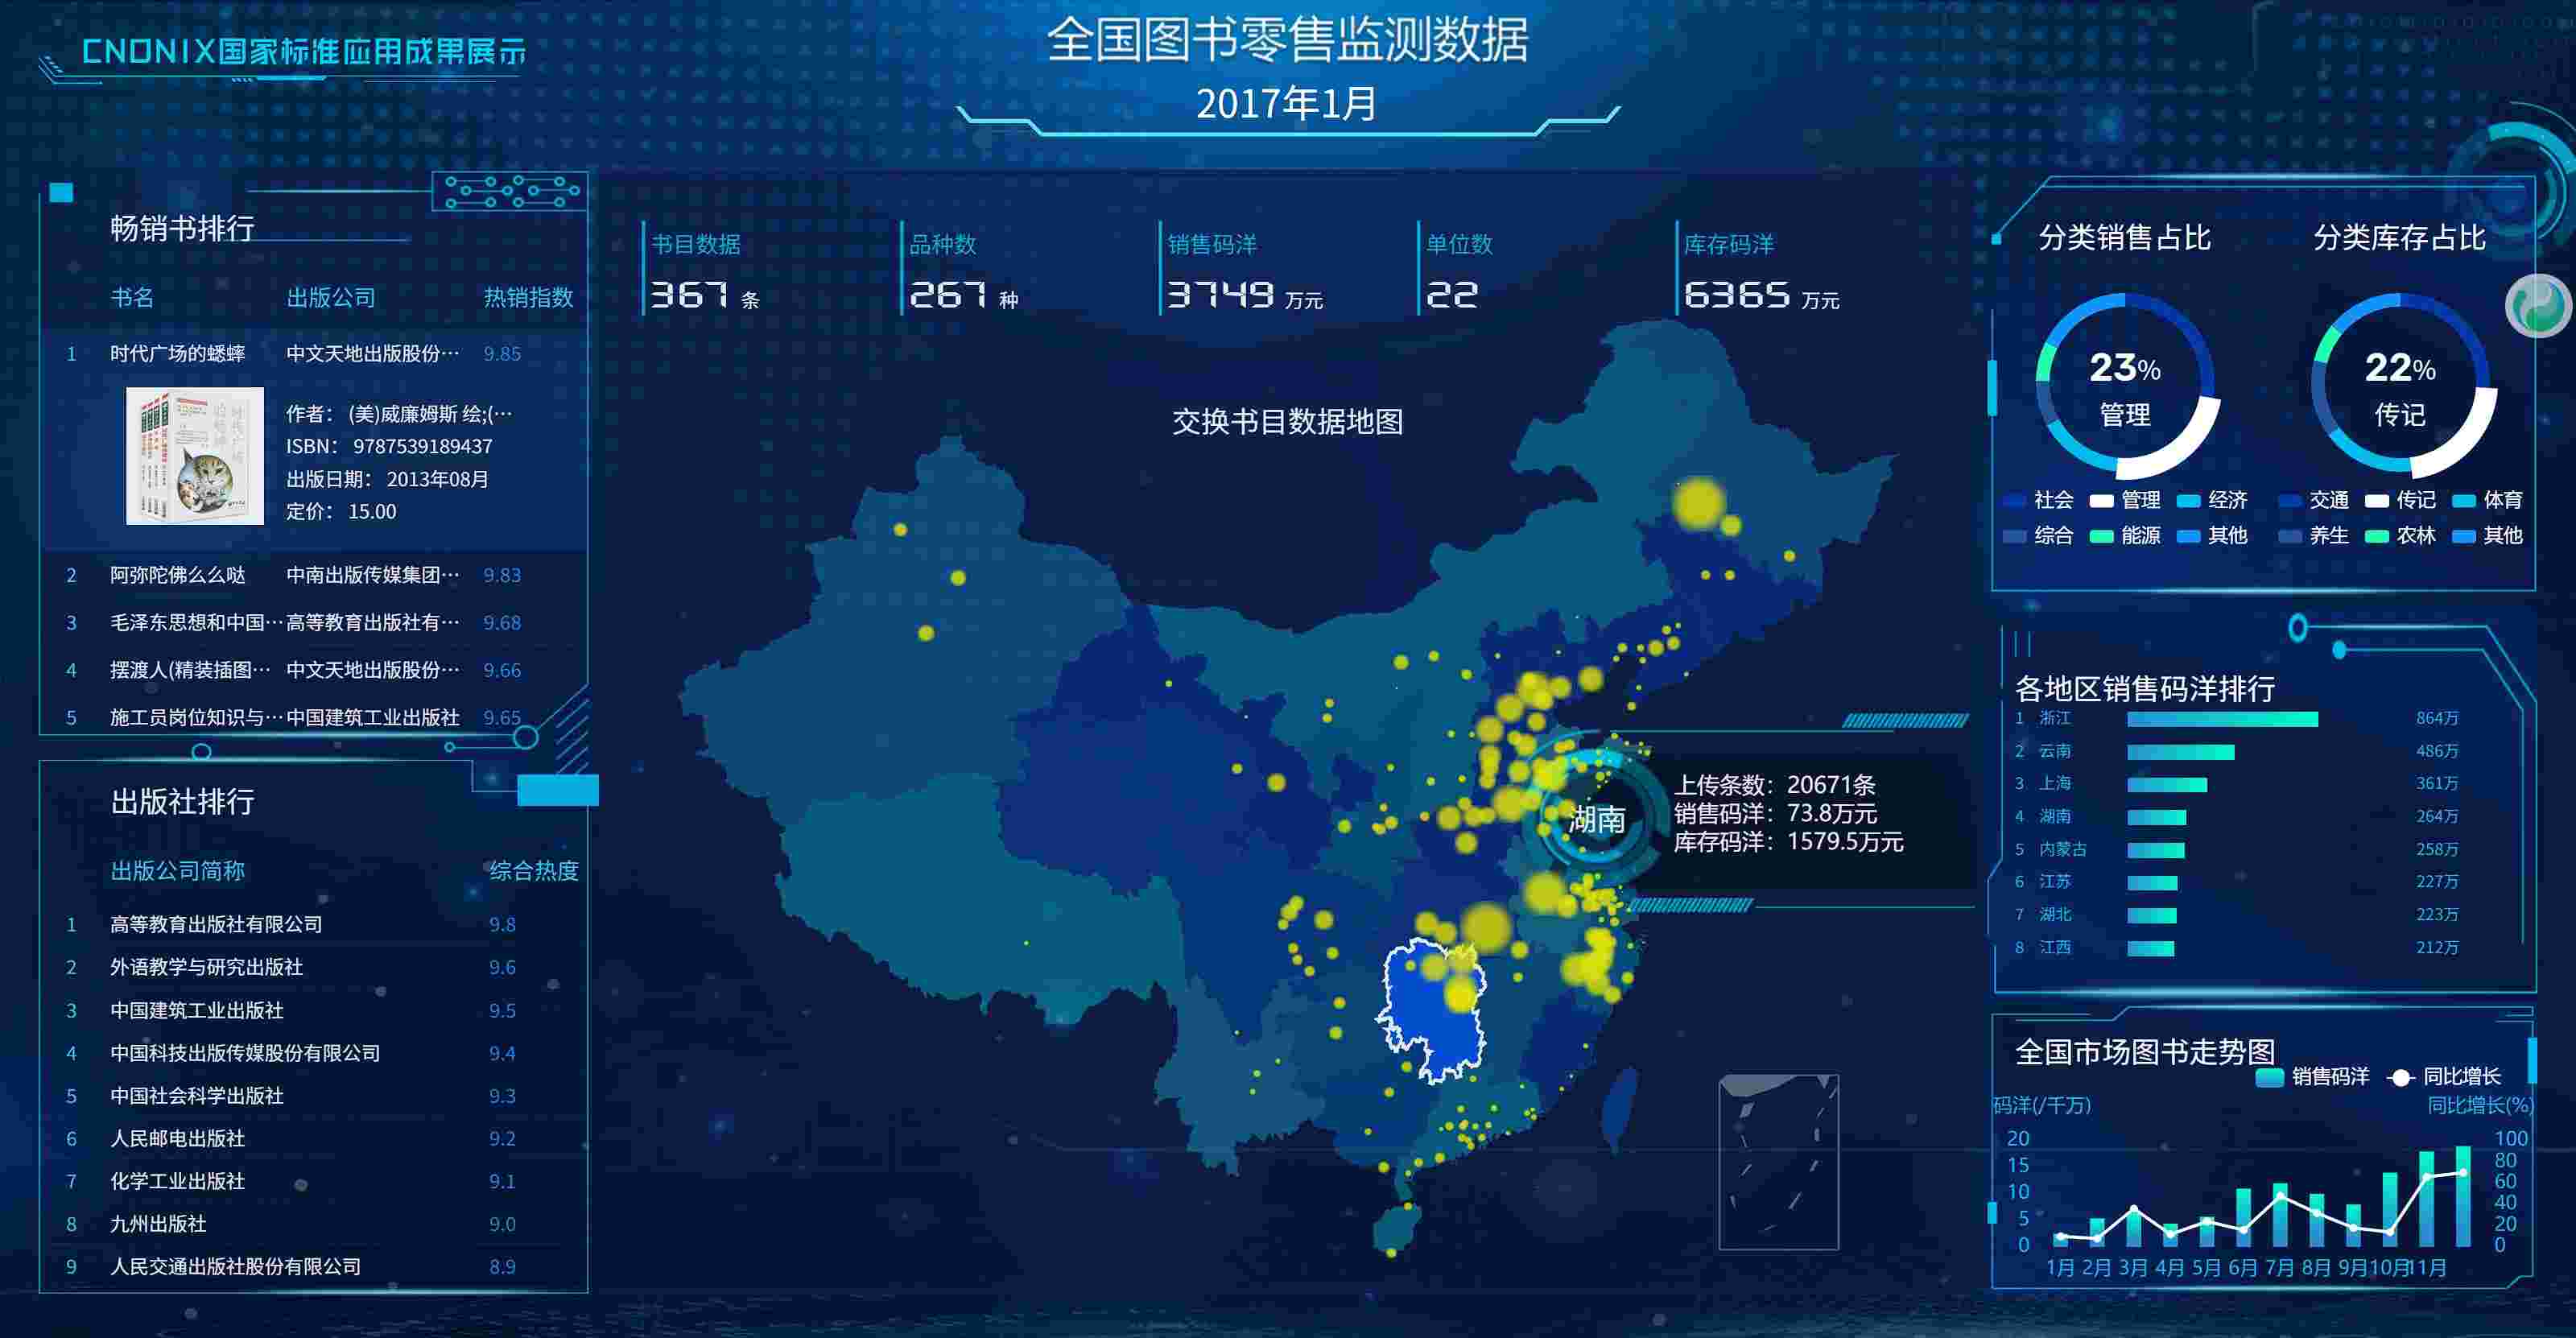 CNONIX国家标准应用成果展示
全国图书零售监测数据
2017年1月
畅销书排行
书名 出版公司 热销指数
1 时代广场的蟋蟀 中文天地出版股份… 9.85
作者： (美)威廉姆斯 绘;(…
ISBN： 9787539189437
出版日期： 2013年08月
定价： 15.00
2 阿弥陀佛么么哒 中南出版传媒集团… 9.83
3 毛泽东思想和中国… 高等教育出版社有… 9.68
4 摆渡人(精装插图… 中文天地出版股份… 9.66
5 施工员岗位知识与… 中国建筑工业出版社 9.65
出版社排行
出版公司简称 综合热度
1 高等教育出版社有限公司 9.8
2 外语教学与研究出版社 9.6
3 中国建筑工业出版社 9.5
4 中国科技出版传媒股份有限公司 9.4
5 中国社会科学出版社 9.3
6 人民邮电出版社 9.2
7 化学工业出版社 9.1
8 九州出版社 9.0
9 人民交通出版社股份有限公司 8.9
书目数据 品种数 销售码洋 单位数 库存码洋
367 条 267 种 3749 万元 22 6365 万元
交换书目数据地图
湖南
上传条数：20671条
销售码洋：73.8万元
库存码洋：1579.5万元
分类销售占比 分类库存占比
23% 22%
管理 传记
社会 管理 经济 交通 传记 体育
综合 能源 其他 养生 农林 其他
各地区销售码洋排行
1 浙江 864万
2 云南 486万
3 上海 361万
4 湖南 264万
5 内蒙古 258万
6 江苏 227万
7 湖北 223万
8 江西 212万
全国市场图书走势图
销售码洋 同比增长
码洋(/千万) 同比增长(%)
20 100
15 80
10 60
5 40
0 20
0
1月 2月 3月 4月 5月 6月 7月 8月 9月 10月 11月